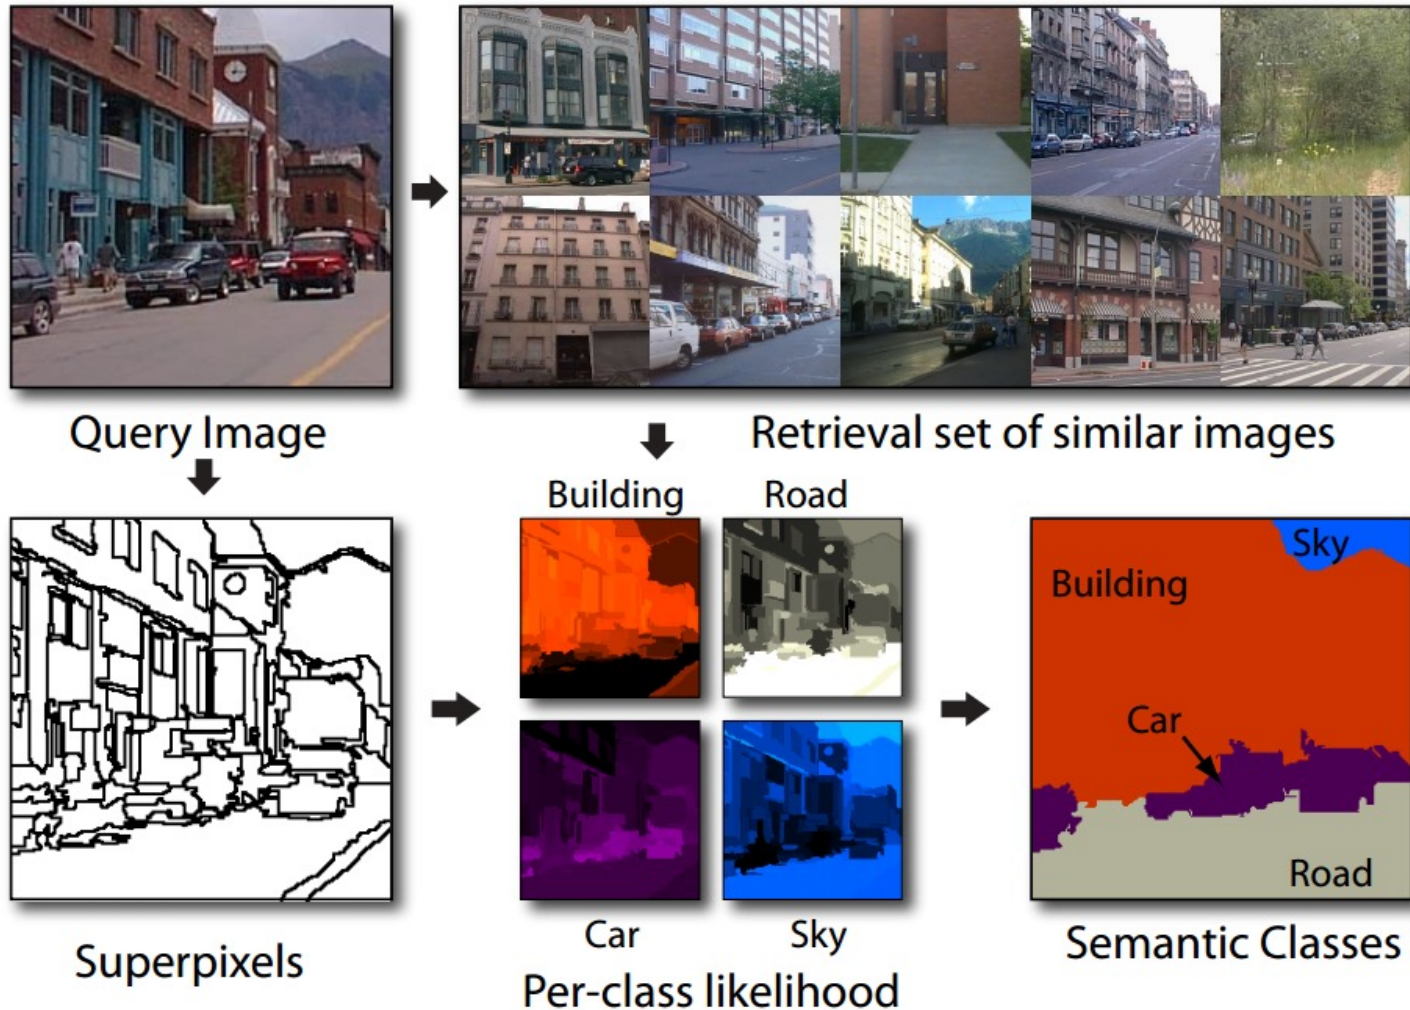 Query Image
Retrieval set of similar images
Building
Road
Car
Sky
Superpixels
Per-class likelihood
Sky
Building
Car
Road
Semantic Classes